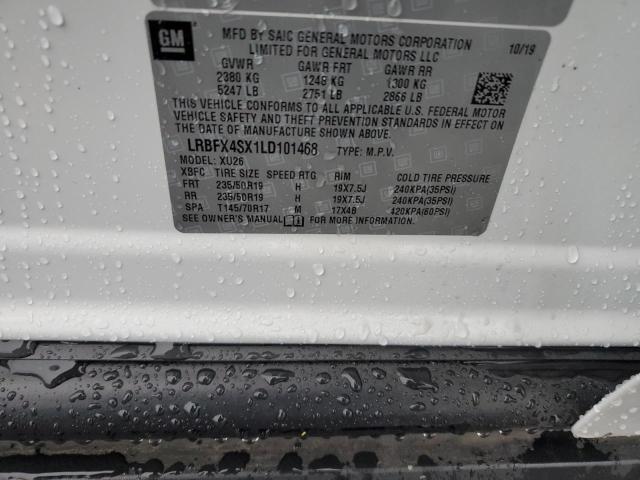 GM
MFD BY SAIC GENERAL MOTORS CORPORATION 10/19
LIMITED FOR GENERAL MOTORS LLC
GVWR GAWR FRT GAWR RR
2380 KG 1248 KG 1300 KG
5247 LB 2751 LB 2866 LB
THIS VEHICLE CONFORMS TO ALL APPLICABLE U.S. FEDERAL MOTOR
VEHICLE SAFETY AND THEFT PREVENTION STANDARDS IN EFFECT
ON THE DATE OF MANUFACTURE SHOWN ABOVE.
LRBFX4SX1LD101468 TYPE: M.P.V.
MODEL: XU26
XBFC TIRE SIZE SPEED RTG RIM COLD TIRE PRESSURE
FRT 235/50R19 H 19X7.5J 240KPA(35PSI)
RR 235/50R19 H 19X7.5J 240KPA(35PSI)
SPA T145/70R17 M 17X4B 420KPA(60PSI)
SEE OWNER'S MANUAL FOR MORE INFORMATION.